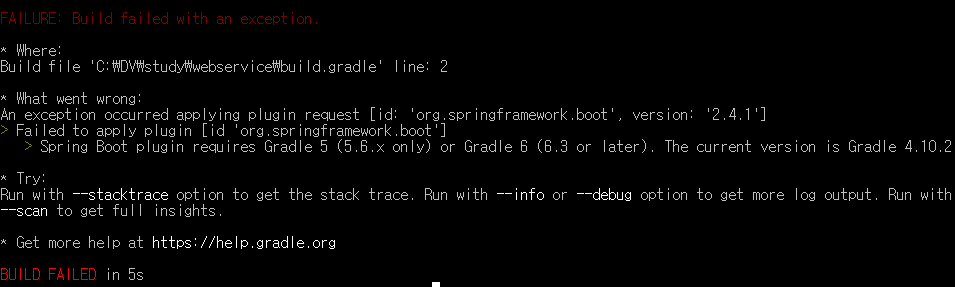 FAILURE: Build failed with an exception.
* Where:
Build file 'C:₩DV₩study₩webservice₩build.gradle' line: 2
* What went wrong:
An exception occurred applying plugin request [id: 'org.springframework.boot', version: '2.4.1']
> Failed to apply plugin [id 'org.springframework.boot']
> Spring Boot plugin requires Gradle 5 (5.6.x only) or Gradle 6 (6.3 or later). The current version is Gradle 4.10.2
* Try:
Run with --stacktrace option to get the stack trace. Run with --info or --debug option to get more log output. Run with
--scan to get full insights.
* Get more help at https://help.gradle.org
BUILD FAILED in 5s